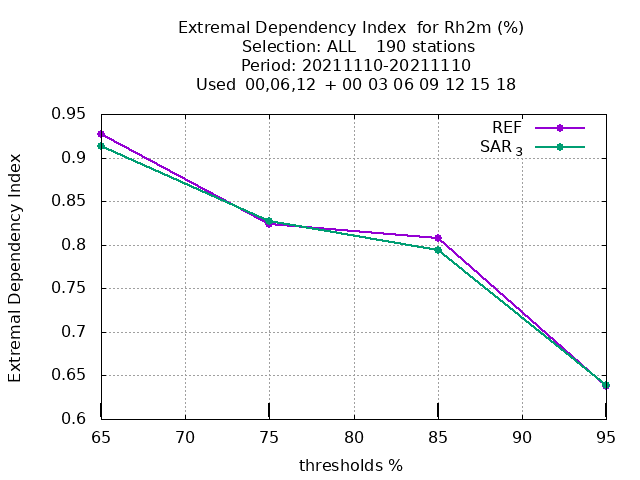 Extremal Dependency Index  for Rh2m (%)
Selection: ALL    190 stations
Period: 20211110-20211110
Used  00,06,12  + 00 03 06 09 12 15 18
REF
SAR 3
0.95
0.9
0.85
0.8
0.75
0.7
0.65
0.6
Extremal Dependency Index
65 70 75 80 85 90 95
thresholds %